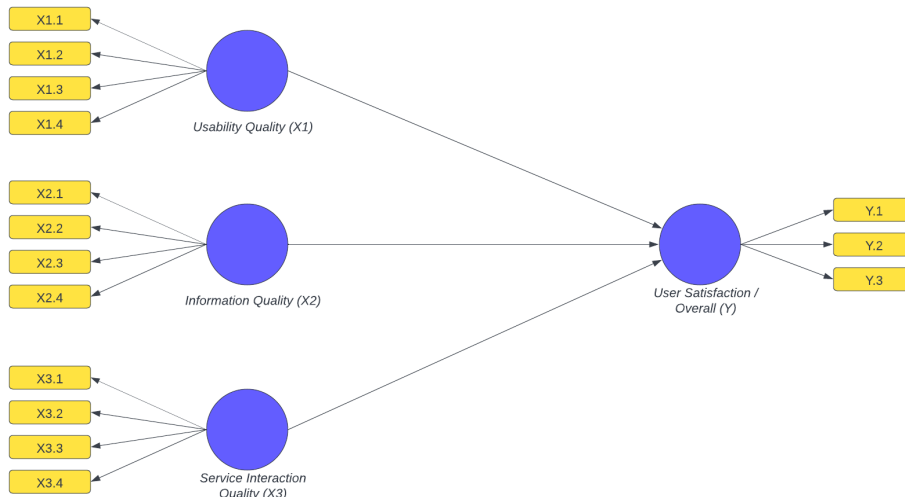 X1.1
X1.2
X1.3
X1.4
Usability Quality (X1)
X2.1
X2.2
X2.3
X2.4
Information Quality (X2)
X3.1
X3.2
X3.3
X3.4
Service Interaction
Quality (X3)
User Satisfaction /
Overall (Y)
Y.1
Y.2
Y.3